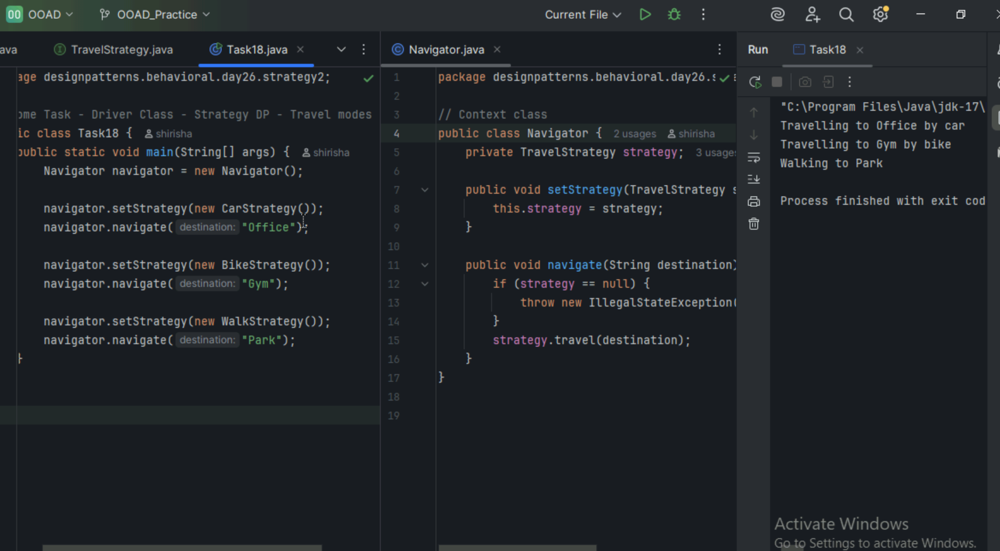 OO OOAD OOAD_Practice Current File
ava TravelStrategy.java Task18.java
age designpatterns.behavioral.day26.strategy2;
ome Task - Driver Class - Strategy DP - Travel modes
ic class Task18 { shirisha
public static void main(String[] args) { shirisha
Navigator navigator = new Navigator();
navigator.setStrategy(new CarStrategy());
navigator.navigate( destination: "Office");
navigator.setStrategy(new BikeStrategy());
navigator.navigate( destination: "Gym");
navigator.setStrategy(new WalkStrategy());
navigator.navigate( destination: "Park");
}
Navigator.java
1 package designpatterns.behavioral.day26.s
2
3 // Context class
4 public class Navigator { 2 usages shirisha
5 private TravelStrategy strategy; 3 usages
6
7 public void setStrategy(TravelStrategy s
8 this.strategy = strategy;
9 }
10
11 public void navigate(String destination)
12 if (strategy == null) {
13 throw new IllegalStateException(
14 }
15 strategy.travel(destination);
16 }
17 }
18
19
Run Task18
"C:\Program Files\Java\jdk-17\
Travelling to Office by car
Travelling to Gym by bike
Walking to Park
Process finished with exit cod
Activate Windows
Go to Settings to activate Windows.